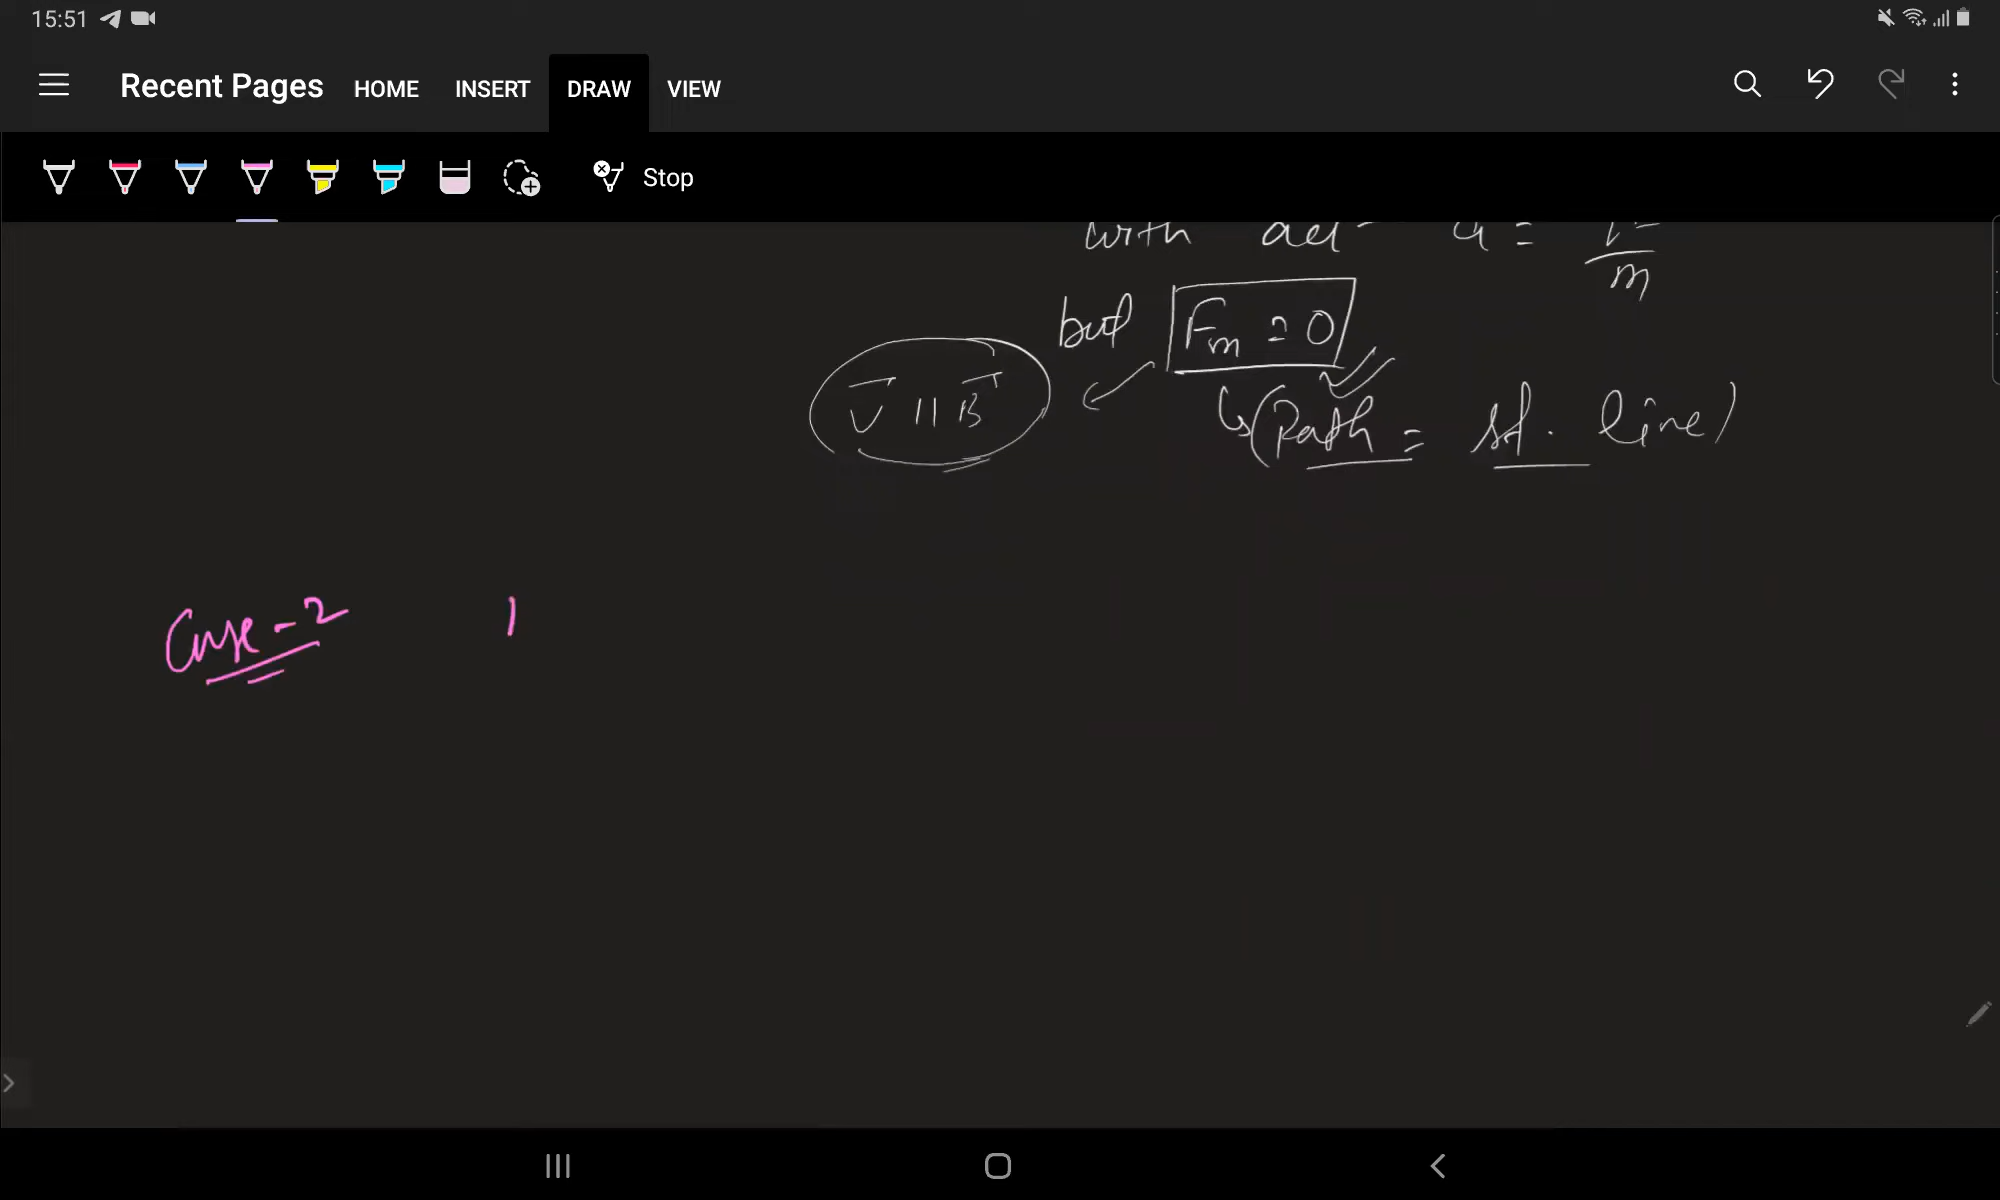 15:51
Recent Pages HOME INSERT DRAW VIEW
Stop
with
m
but Fm = 0
V || B
(Path = st. line)
Case - 2